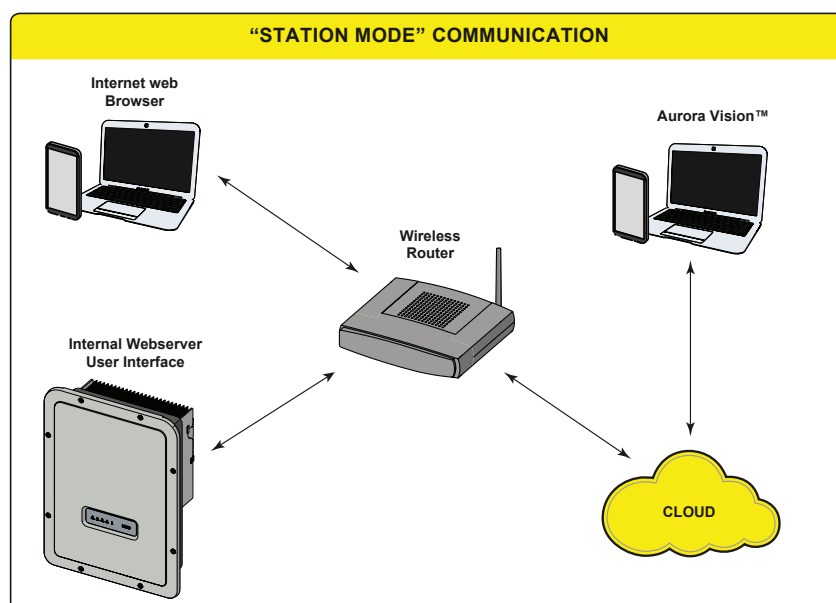 “STATION MODE” COMMUNICATION
Internet web
Browser
Aurora Vision™
Wireless
Router
Internal Webserver
User Interface
CLOUD